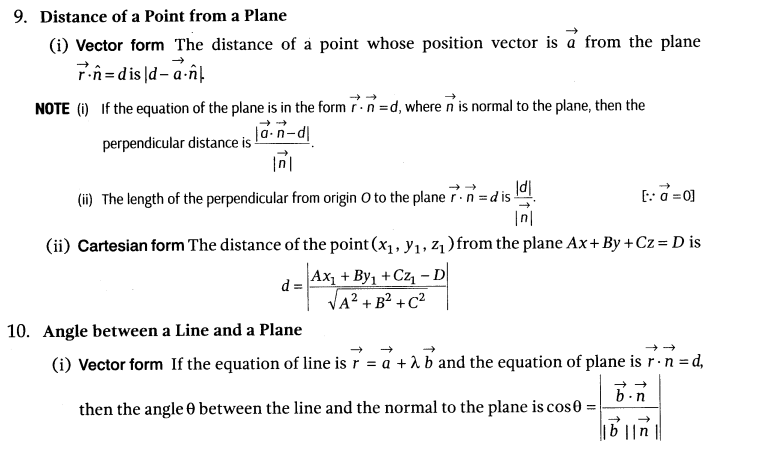 9. Distance of a Point from a Plane
(i) Vector form The distance of a point whose position vector is $\vec{a}$ from the plane
$\vec{r}\cdot\hat{n} = d$ is $|d - \vec{a}\cdot\hat{n}|$.
NOTE (i) If the equation of the plane is in the form $\vec{r}\cdot\vec{n} = d$, where $\vec{n}$ is normal to the plane, then the
perpendicular distance is $\frac{|\vec{a}\cdot\vec{n} - d|}{|\vec{n}|}$.
(ii) The length of the perpendicular from origin O to the plane $\vec{r}\cdot\vec{n} = d$ is $\frac{|d|}{|\vec{n}|}$. [$\because \vec{a} = 0$]
(ii) Cartesian form The distance of the point $(x_1, y_1, z_1)$ from the plane $Ax + By + Cz = D$ is
$d = \left|\frac{Ax_1 + By_1 + Cz_1 - D}{\sqrt{A^2 + B^2 + C^2}}\right|$
10. Angle between a Line and a Plane
(i) Vector form If the equation of line is $\vec{r} = \vec{a} + \lambda\vec{b}$ and the equation of plane is $\vec{r}\cdot\vec{n} = d$,
then the angle θ between the line and the normal to the plane is $\cos\theta = \left|\frac{\vec{b}\cdot\vec{n}}{|\vec{b}||\vec{n}|}\right|$